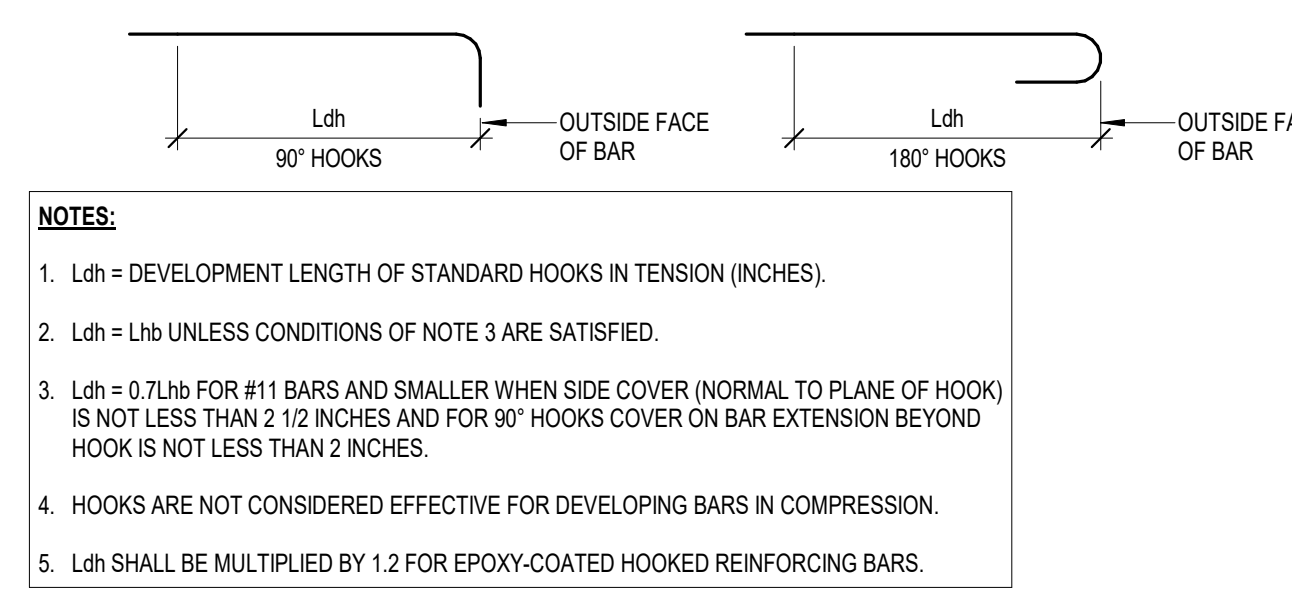 Ldh
90° HOOKS
OUTSIDE FACE
OF BAR
Ldh
180° HOOKS
OUTSIDE
OF BAR
NOTES:
1. Ldh = DEVELOPMENT LENGTH OF STANDARD HOOKS IN TENSION (INCHES).
2. Ldh = Lhb UNLESS CONDITIONS OF NOTE 3 ARE SATISFIED.
3. Ldh = 0.7Lhb FOR #11 BARS AND SMALLER WHEN SIDE COVER (NORMAL TO PLANE OF HOOK)
IS NOT LESS THAN 2 1/2 INCHES AND FOR 90° HOOKS COVER ON BAR EXTENSION BEYOND
HOOK IS NOT LESS THAN 2 INCHES.
4. HOOKS ARE NOT CONSIDERED EFFECTIVE FOR DEVELOPING BARS IN COMPRESSION.
5. Ldh SHALL BE MULTIPLIED BY 1.2 FOR EPOXY-COATED HOOKED REINFORCING BARS.